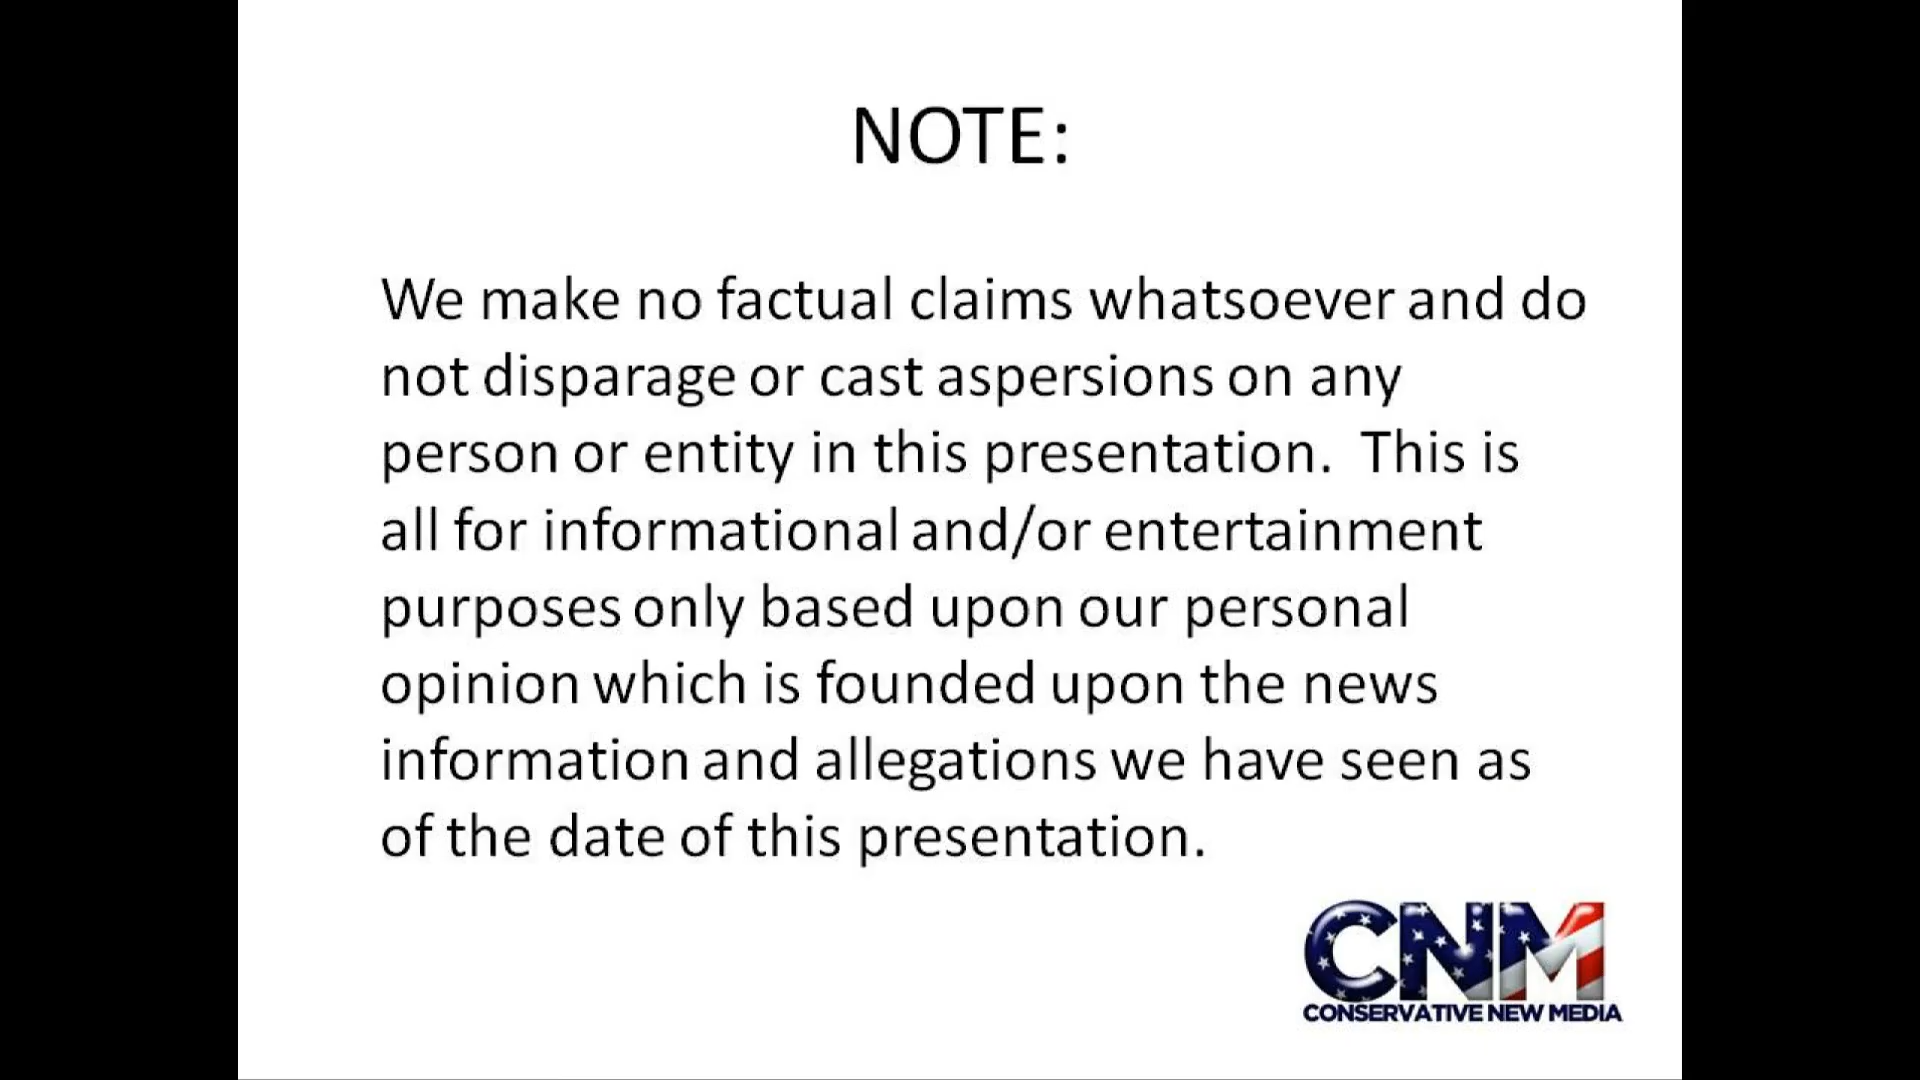 NOTE:
We make no factual claims whatsoever and do
not disparage or cast aspersions on any
person or entity in this presentation. This is
all for informational and/or entertainment
purposes only based upon our personal
opinion which is founded upon the news
information and allegations we have seen as
of the date of this presentation.
CNM
CONSERVATIVE NEW MEDIA